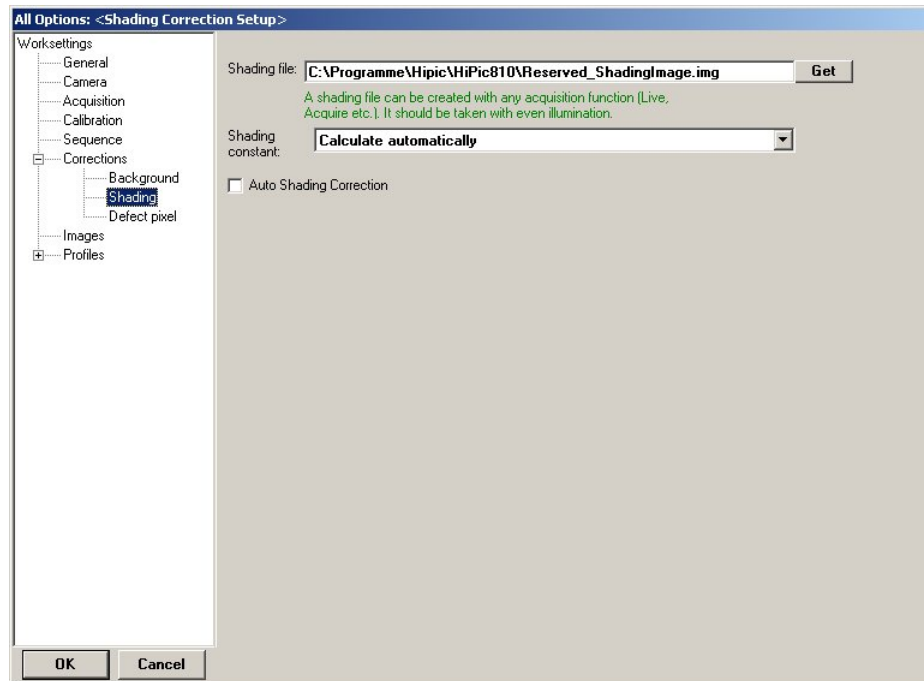 All Options: <Shading Correction Setup>
Worksettings
General
Camera
Acquisition
Calibration
Sequence
Corrections
Background
Shading
Defect pixel
Images
Profiles
Shading file: C:\Programme\Hipic\HiPic810\Reserved_ShadingImage.img Get
A shading file can be created with any acquisition function (Live,
Acquire etc.). It should be taken with even illumination.
Shading
constant: Calculate automatically
Auto Shading Correction
OK Cancel